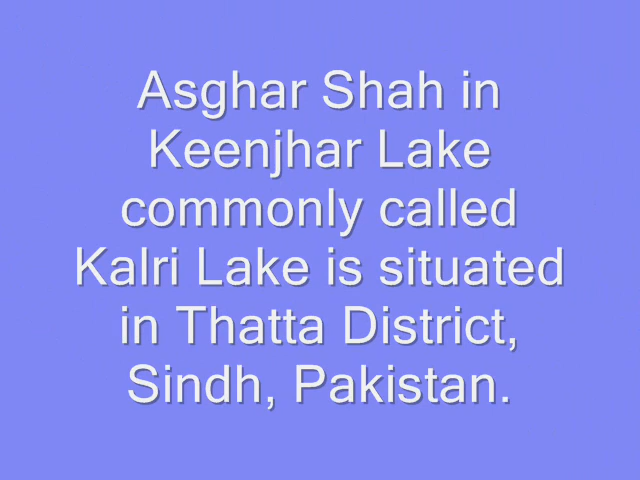 Asghar Shah in
Keenjhar Lake
commonly called
Kalri Lake is situated
in Thatta District,
Sindh, Pakistan.